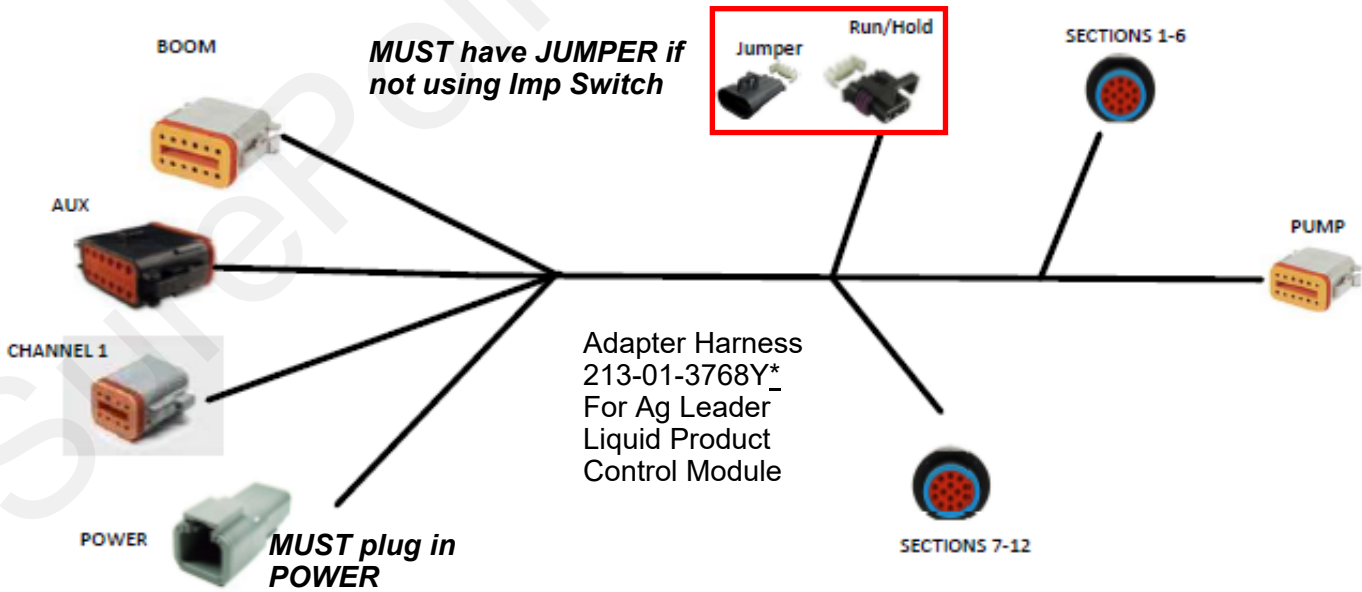 BOOM
MUST have JUMPER if
not using Imp Switch
Jumper
Run/Hold
SECTIONS 1-6
AUX
PUMP
CHANNEL 1
Adapter Harness
213-01-3768Y*
For Ag Leader
Liquid Product
Control Module
POWER
MUST plug in
POWER
SECTIONS 7-12